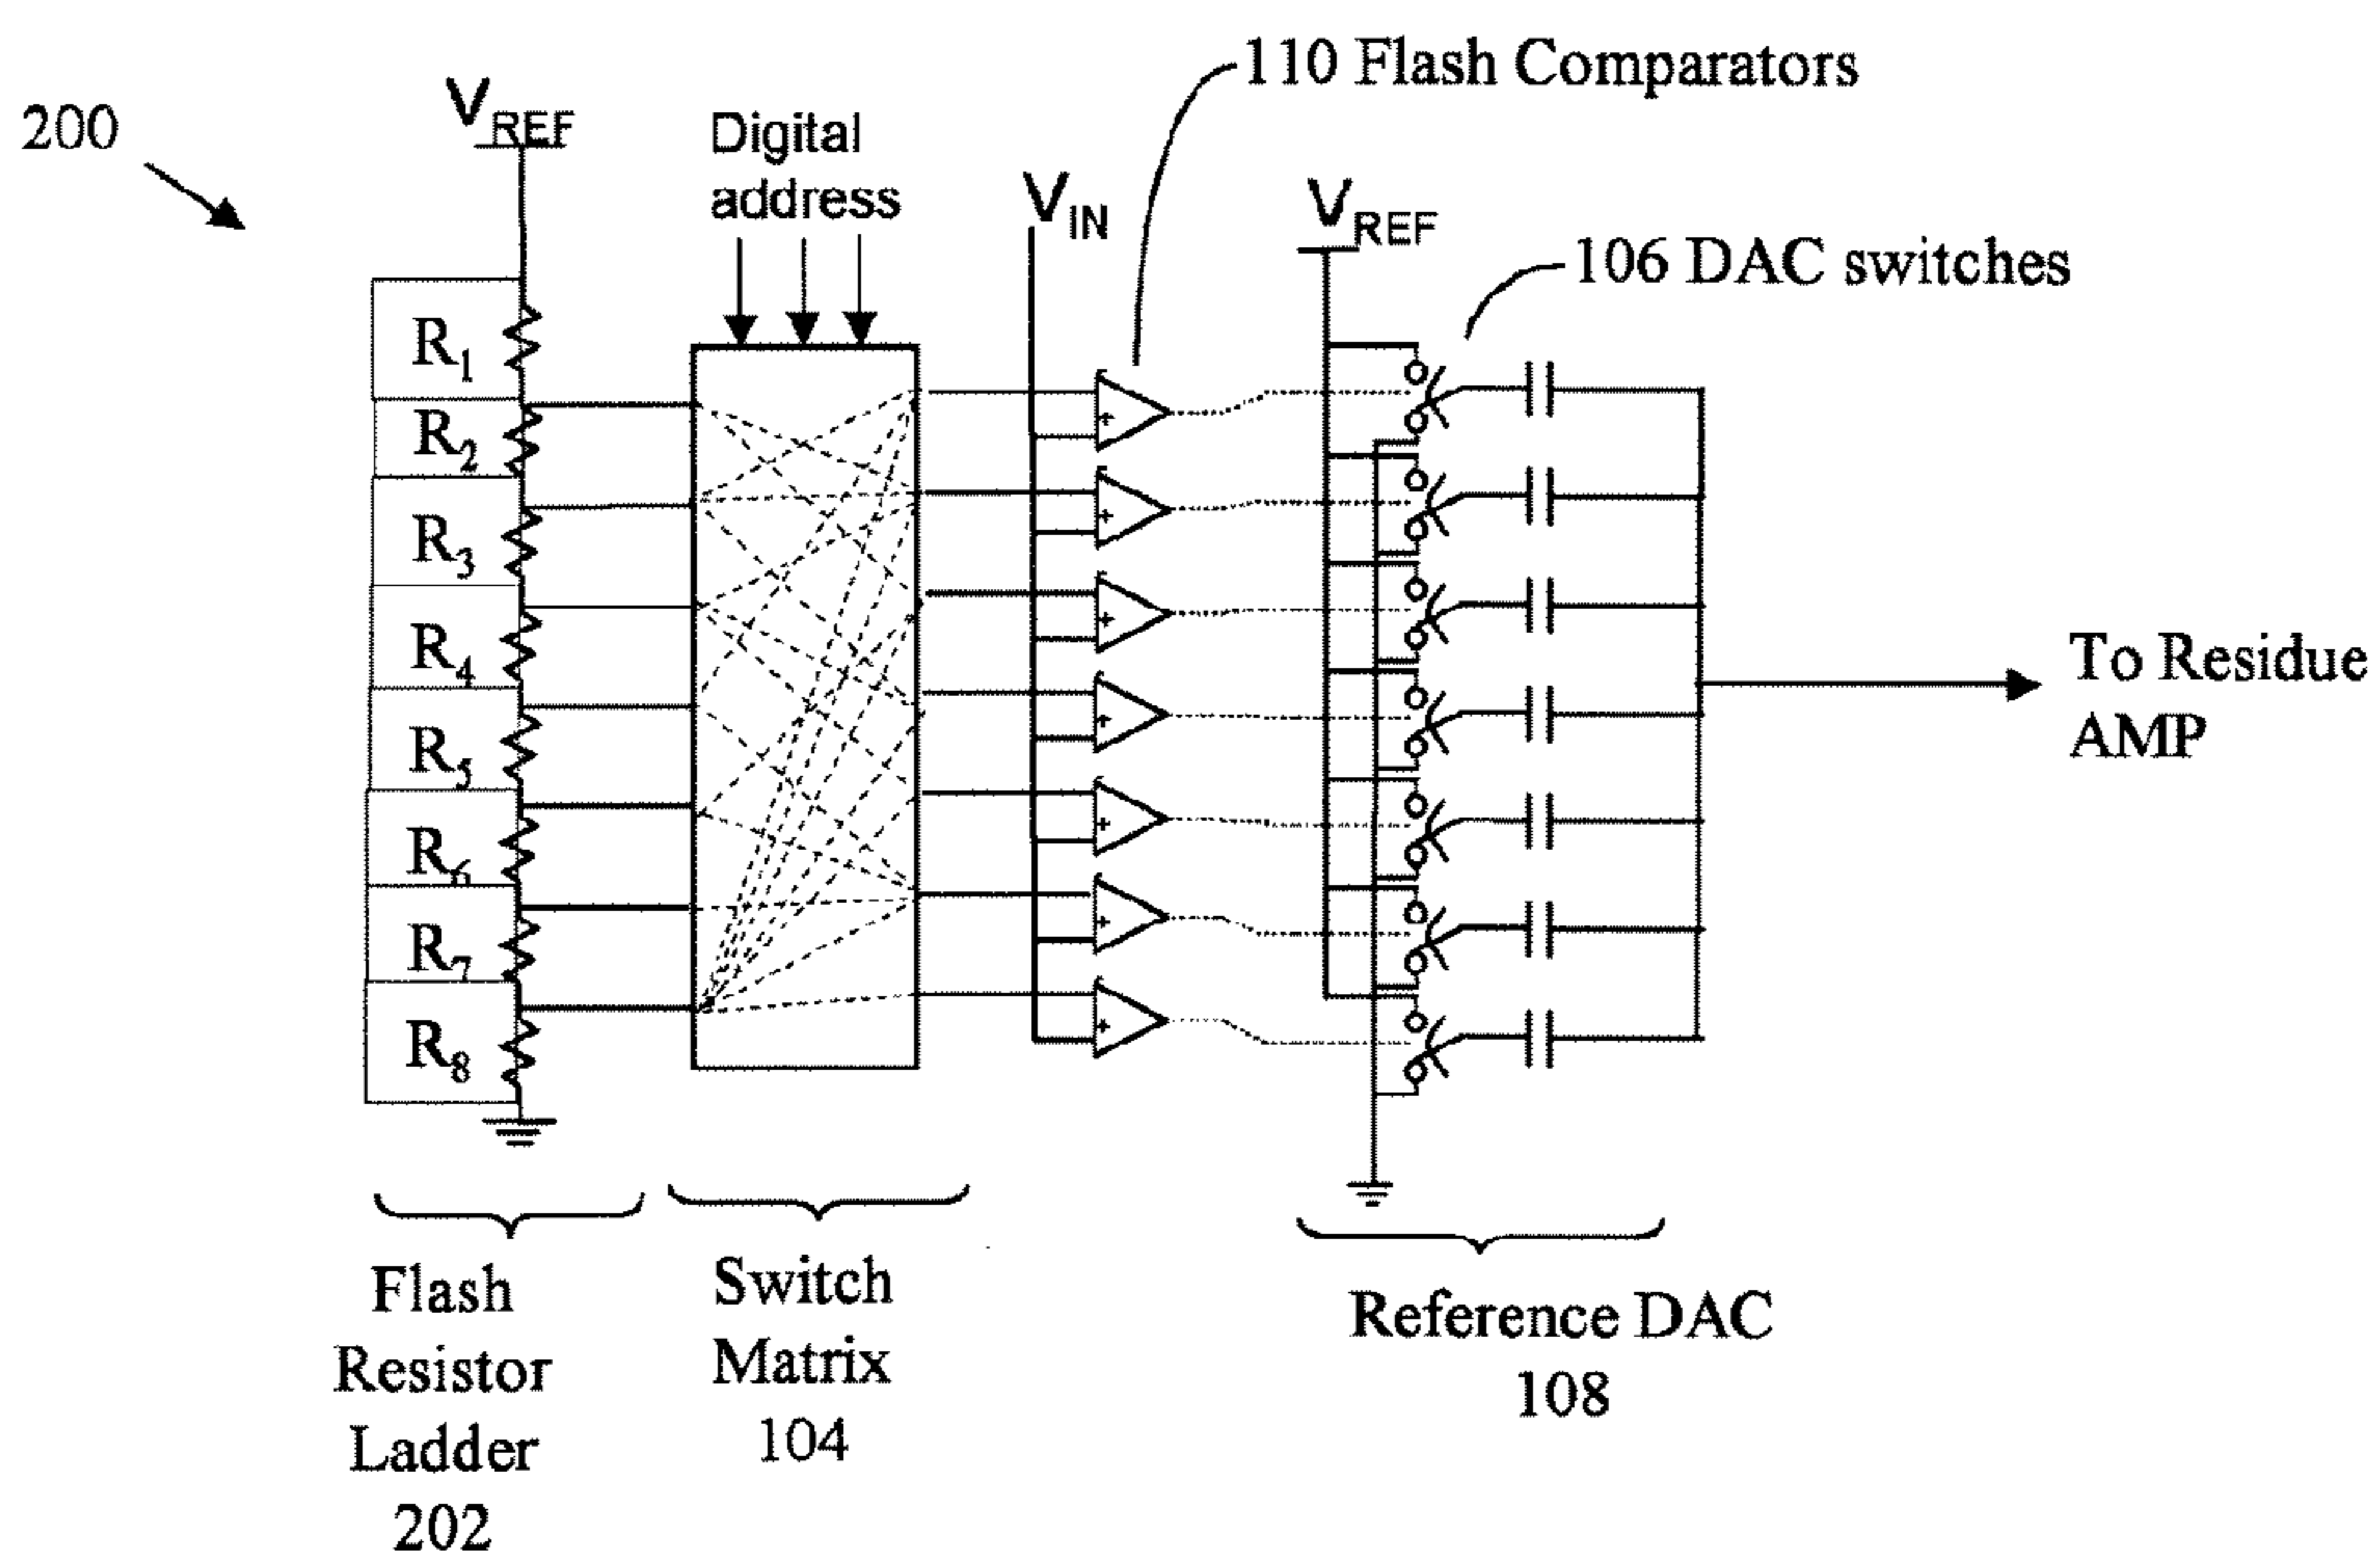 200
VREF
Digital
address
VIN
110 Flash Comparators
VREF
106 DAC switches
R1
R2
R3
R4
R5
R6
R7
R8
+
+
+
+
+
+
+
To Residue
AMP
Flash
Resistor
Ladder
202
Switch
Matrix
104
Reference DAC
108